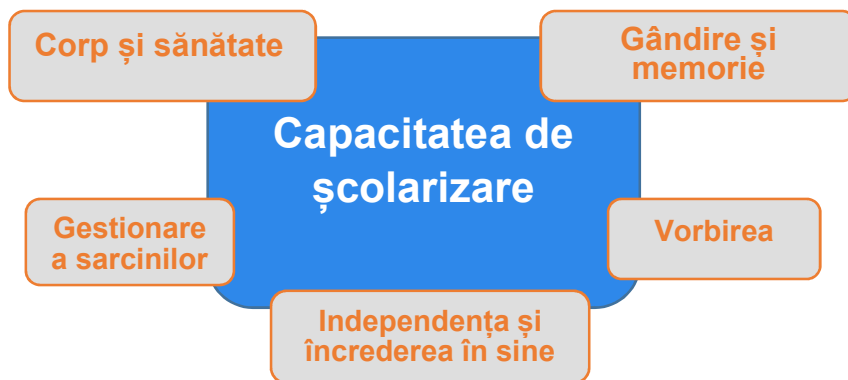 Corp și sănătate
Gândire și
memorie
Capacitatea de
școlarizare
Gestionare
a sarcinilor
Vorbirea
Independența și
încrederea în sine